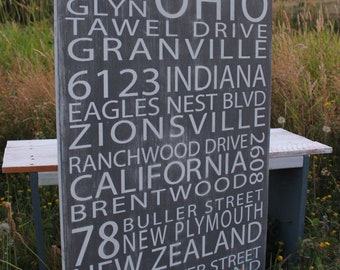 GLYN OHIO
TAWEL DRIVE
GRANVILLE
6123 INDIANA
EAGLES NEST BLVD
ZIONSVILLE
RANCHWOOD DRIVE
2608
CALIFORNIA
BRENTWOOD
78 BULLER STREET
NEW PLYMOUTH
NEW ZEALAND